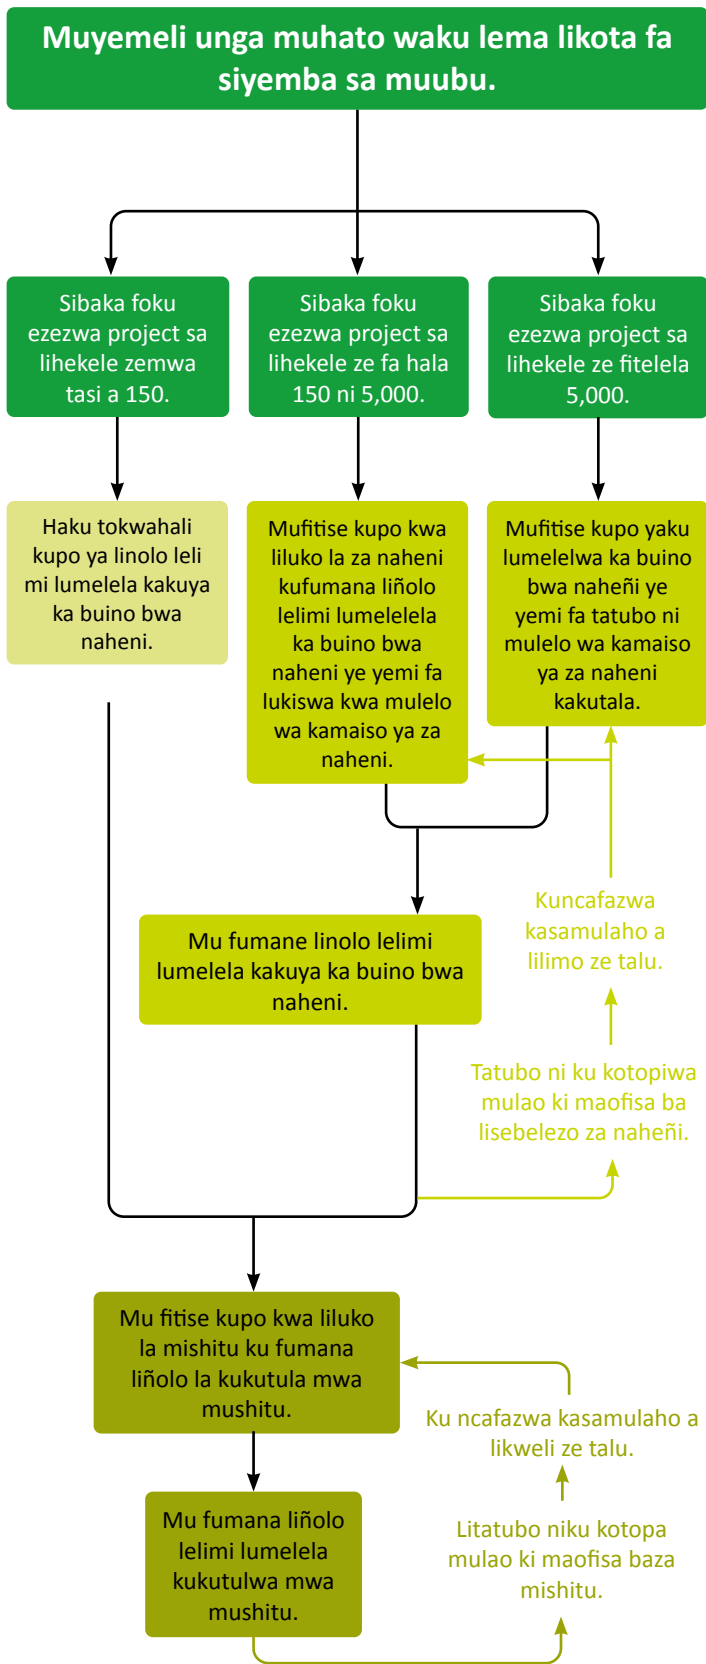 Muyemeli unga muhato waku lema likota fa
siyemba sa muubu.
Sibaka foku
ezezwa project sa
lihekele zemwa
tasi a 150.
Sibaka foku
ezezwa project sa
lihekele ze fa hala
150 ni 5,000.
Sibaka foku
ezezwa project sa
lihekele ze fitelela
5,000.
Haku tokwahali
kupo ya linolo leli
mi lumelela kakuya
ka buino bwa
naheni.
Mufitise kupo kwa
liluko la za naheni
kufumana liñolo
lelimi lumelelela
ka buino bwa
naheni ye yemi fa
lukiswa kwa mulelo
wa kamaiso ya za
naheni.
Mufitise kupo yaku
lumelelwa ka buino
bwa naheñi ye
yemi fa tatubo ni
mulelo wa kamaiso
ya za naheni
kakutala.
Mu fumane linolo lelimi
lumelela kakuya ka buino bwa
naheni.
Kuncafazwa
kasamulaho a
lilimo ze talu.
Tatubo ni ku kotopiwa
mulao ki maofisa ba
lisebelezo za naheñi.
Mu fitise kupo kwa liluko
la mishitu ku fumana
liñolo la kukutula mwa
mushitu.
Ku ncafazwa kasamulaho a
likweli ze talu.
Mu fumana liñolo
lelimi lumelela
kukutulwa mwa
mushitu.
Litatubo niku kotopa
mulao ki maofisa baza
mishitu.